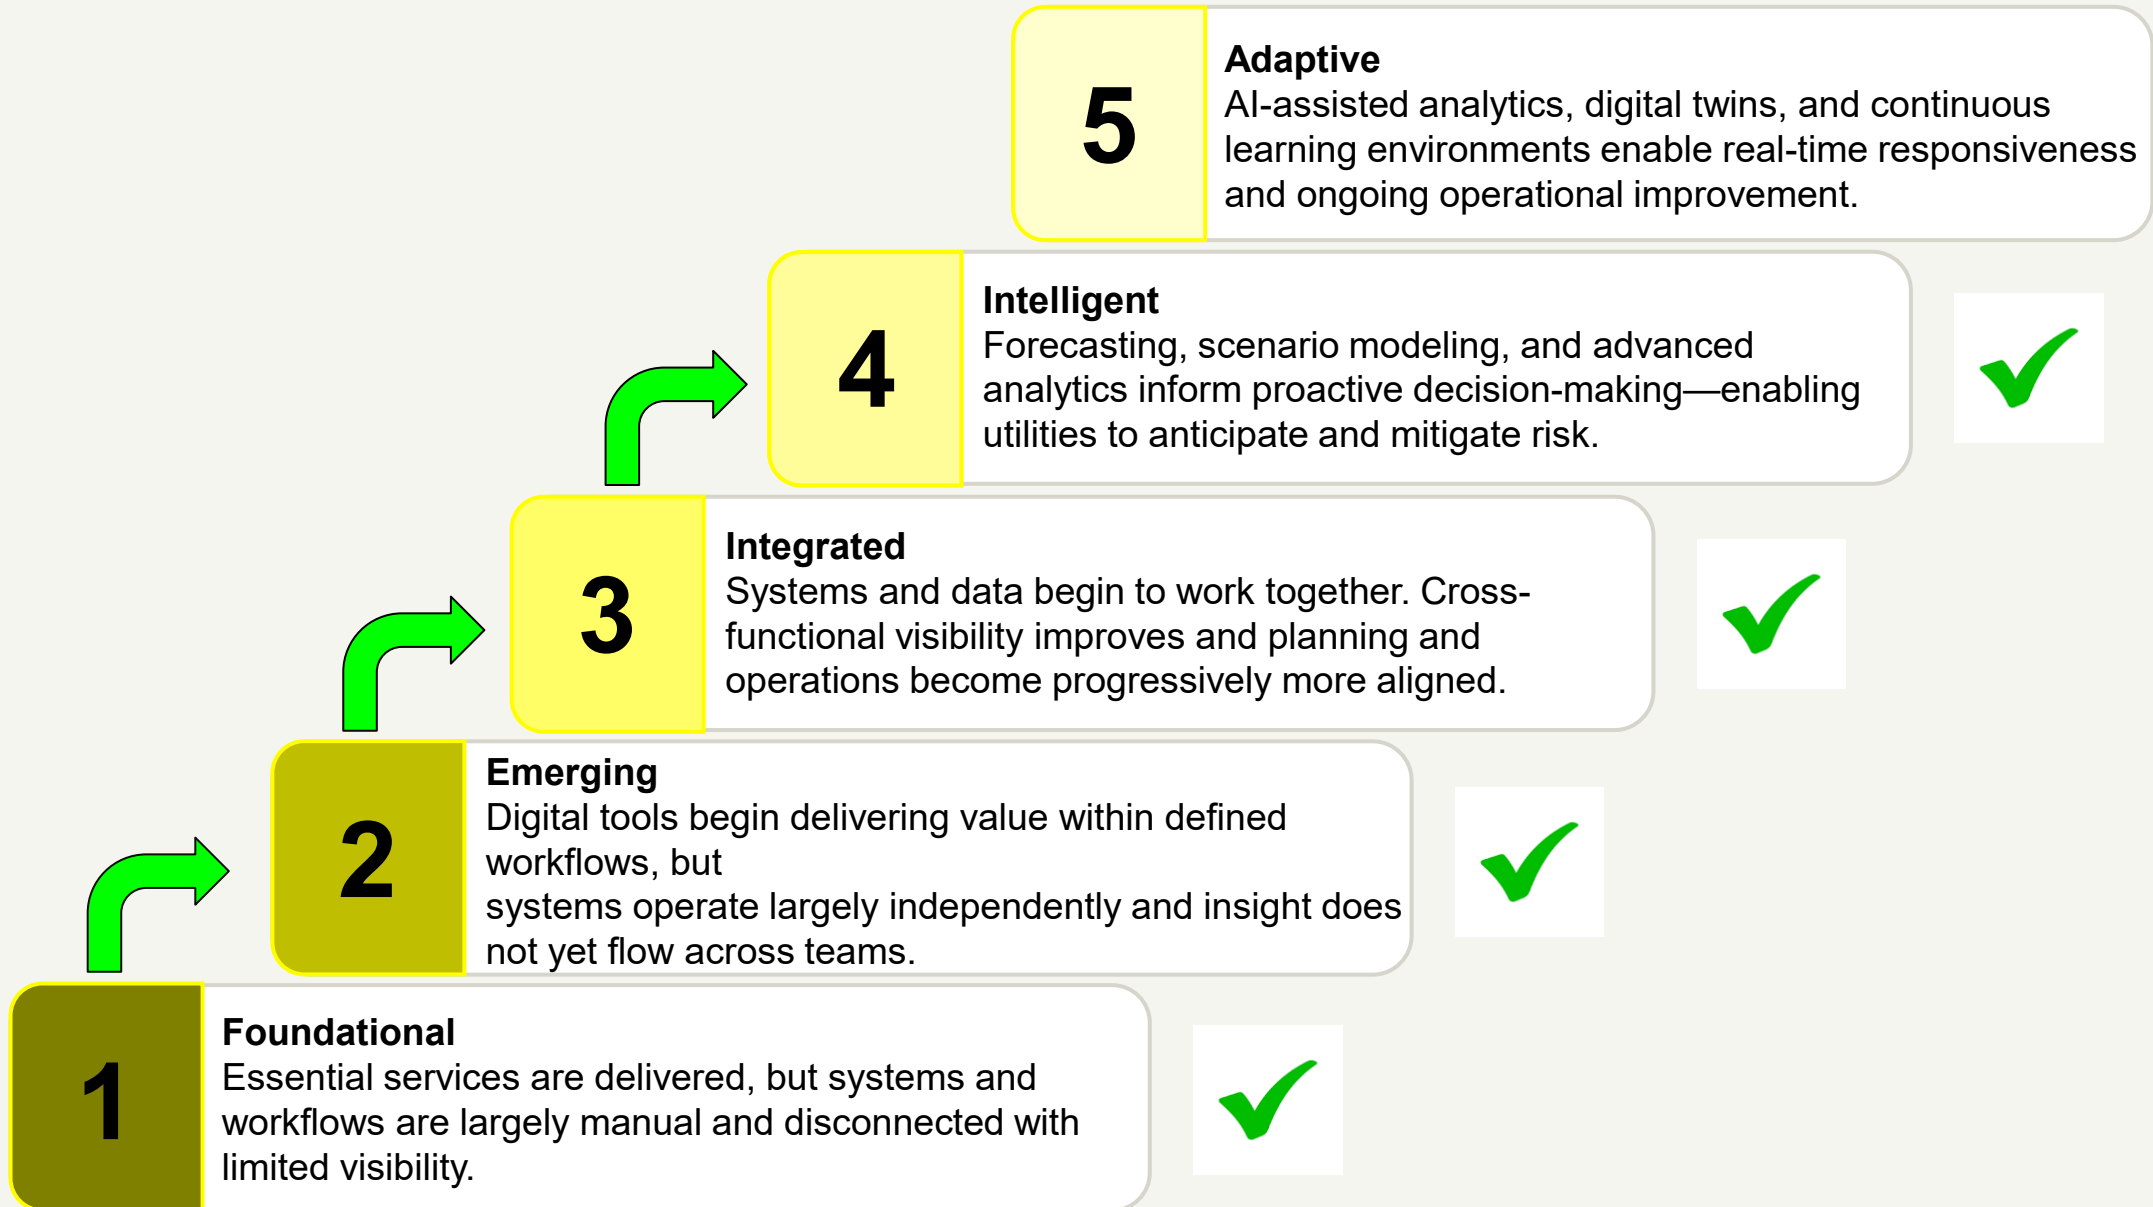 5
Adaptive
AI-assisted analytics, digital twins, and continuous
learning environments enable real-time responsiveness
and ongoing operational improvement.
4
Intelligent
Forecasting, scenario modeling, and advanced
analytics inform proactive decision-making—enabling
utilities to anticipate and mitigate risk.
3
Integrated
Systems and data begin to work together. Cross-
functional visibility improves and planning and
operations become progressively more aligned.
2
Emerging
Digital tools begin delivering value within defined
workflows, but
systems operate largely independently and insight does
not yet flow across teams.
1
Foundational
Essential services are delivered, but systems and
workflows are largely manual and disconnected with
limited visibility.